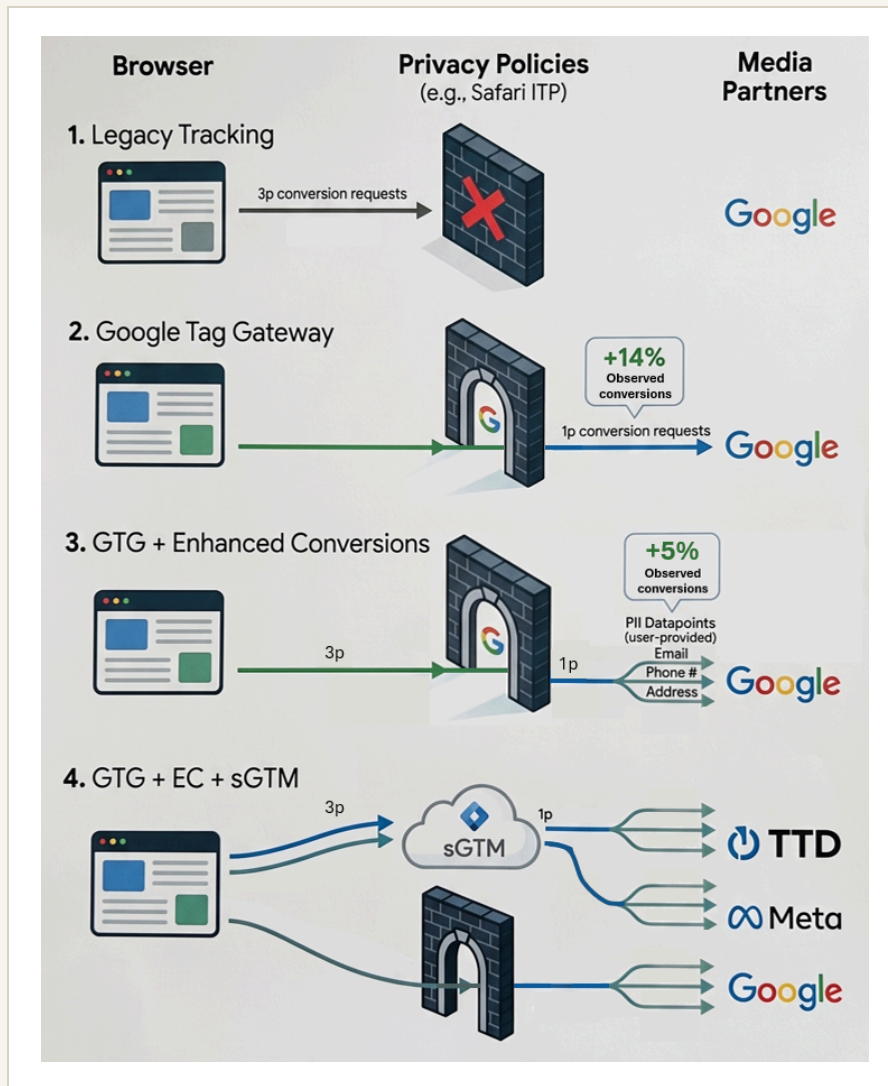 Browser
Privacy Policies
(e.g., Safari ITP)
Media
Partners
1. Legacy Tracking
3p conversion requests
Google
2. Google Tag Gateway
+14%
Observed
conversions
G
1p conversion requests
Google
3. GTG + Enhanced Conversions
+5%
Observed
conversions
PII Datapoints
(user-provided)
3p
G
1p
Email
Phone #
Address
Google
4. GTG + EC + sGTM
3p
1p
sGTM
TTD
Meta
Google